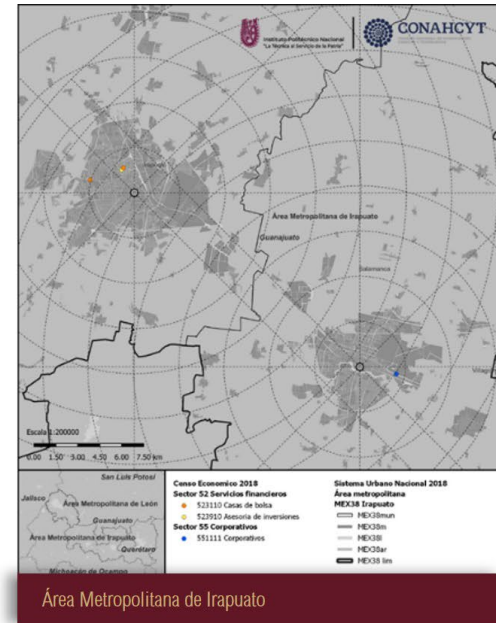 Instituto Politécnico Nacional
"La Técnica al Servicio de la Patria"
CONAHCYT
Área Metropolitana de Irapuato
Guanajuato
Salamanca
Escala 1:200000
0.00 1.50 3.00 4.50 6.00 7.50 km
San Luis Potosí
Jalisco
Área Metropolitana de León
Guanajuato
Área Metropolitana de Irapuato
Querétaro
Michoacán de Ocampo
Censo Economico 2018
Sector 52 Servicios financieros
523110 Casas de bolsa
523910 Asesoria de inversiones
Sector 55 Corporativos
551111 Corporativos
Sistema Urbano Nacional 2018
Área metropolitana
MEX38 Irapuato
MEX38mun
MEX38m
MEX38l
MEX38ar
MEX38 lim
Área Metropolitana de Irapuato